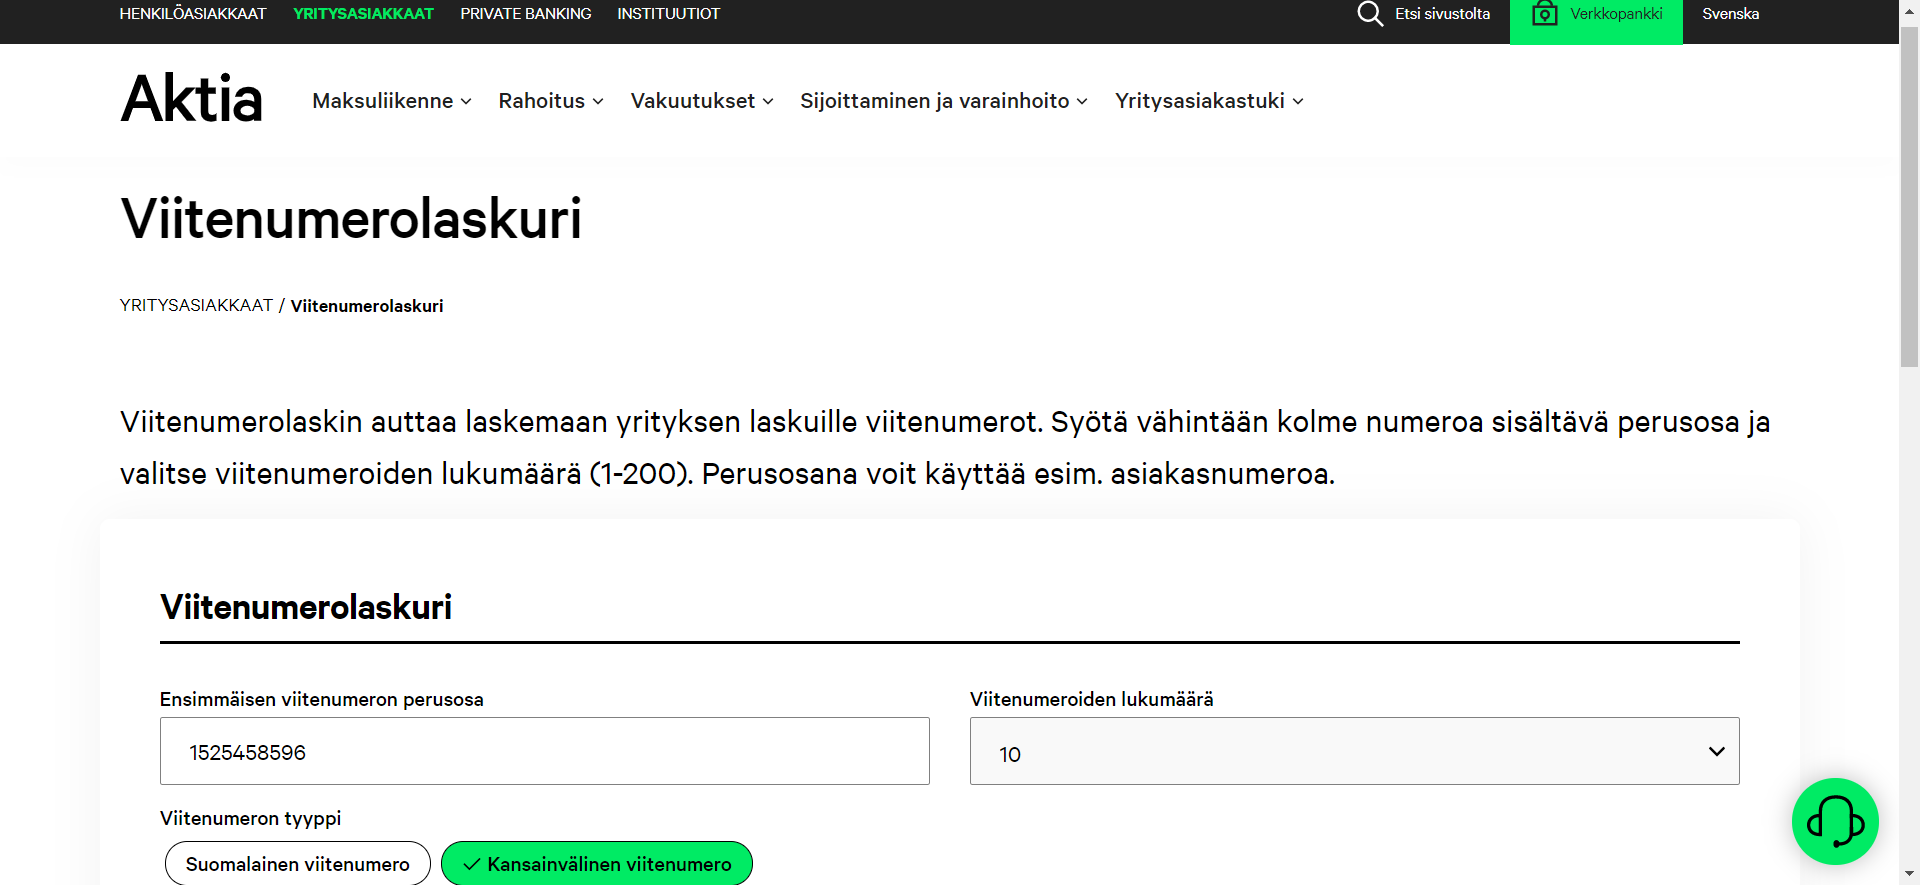 HENKILÖASIAKKAAT YRITYSASIAKKAAT PRIVATE BANKING INSTITUUTIOT Etsi sivustolta Verkkopankki Svenska
Aktia Maksuliikenne Rahoitus Vakuutukset Sijoittaminen ja varainhoito Yritysasiakastuki
Viitenumerolaskuri
YRITYSASIAKKAAT / Viitenumerolaskuri
Viitenumerolaskin auttaa laskemaan yrityksen laskuille viitenumerot. Syötä vähintään kolme numeroa sisältävä perusosa ja
valitse viitenumeroiden lukumäärä (1-200). Perusosana voit käyttää esim. asiakasnumeroa.
Viitenumerolaskuri
Ensimmäisen viitenumeron perusosa Viitenumeroiden lukumäärä
1525458596 10
Viitenumeron tyyppi
Suomalainen viitenumero Kansainvälinen viitenumero